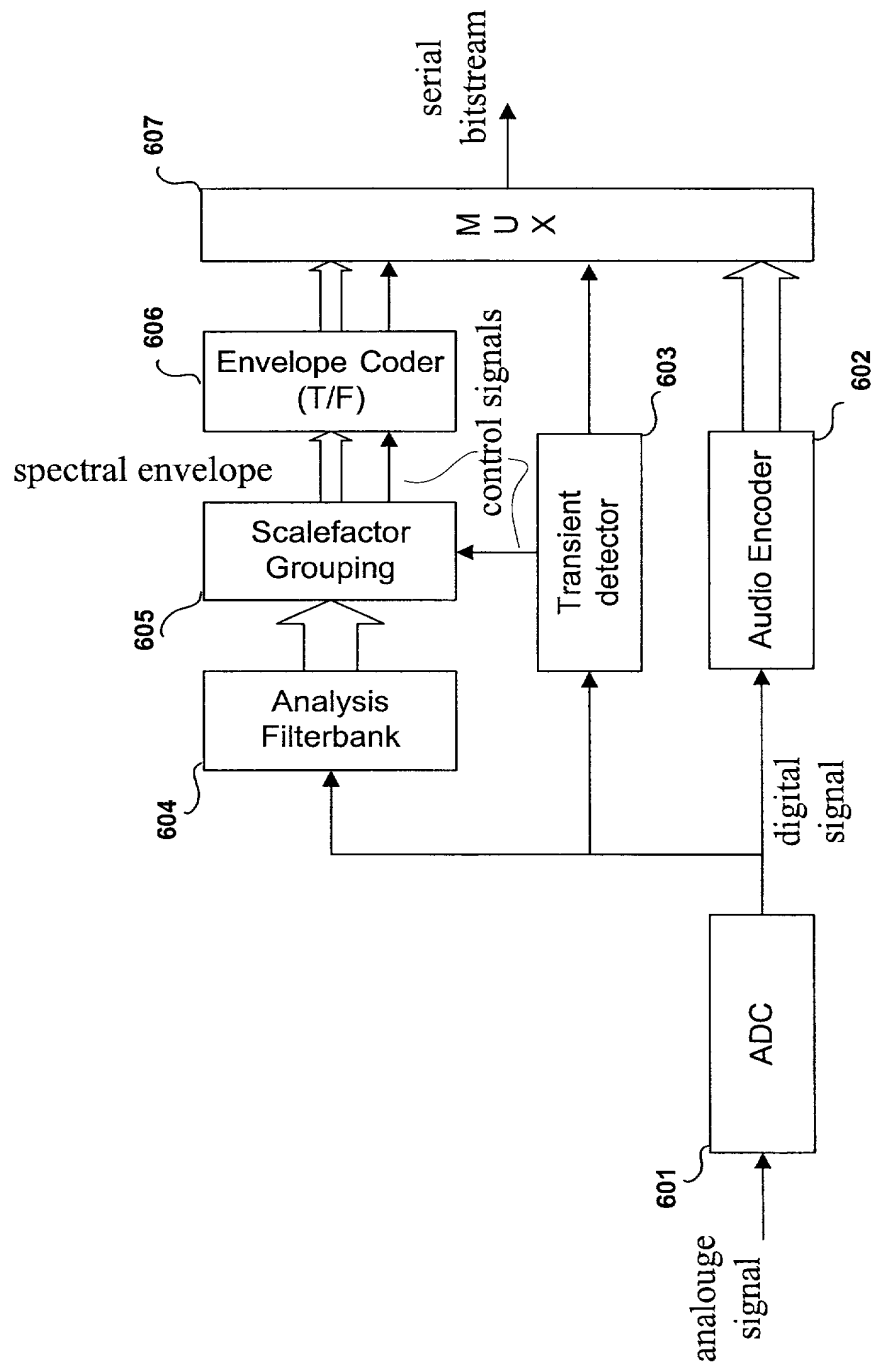 serial
bitstream
607
M
U
X
606
Envelope Coder
(T/F)
control signals
603
602
spectral envelope
Scalefactor
Grouping
605
Transient
detector
Audio Encoder
Analysis
Filterbank
604
digital
signal
ADC
601
analouge
signal